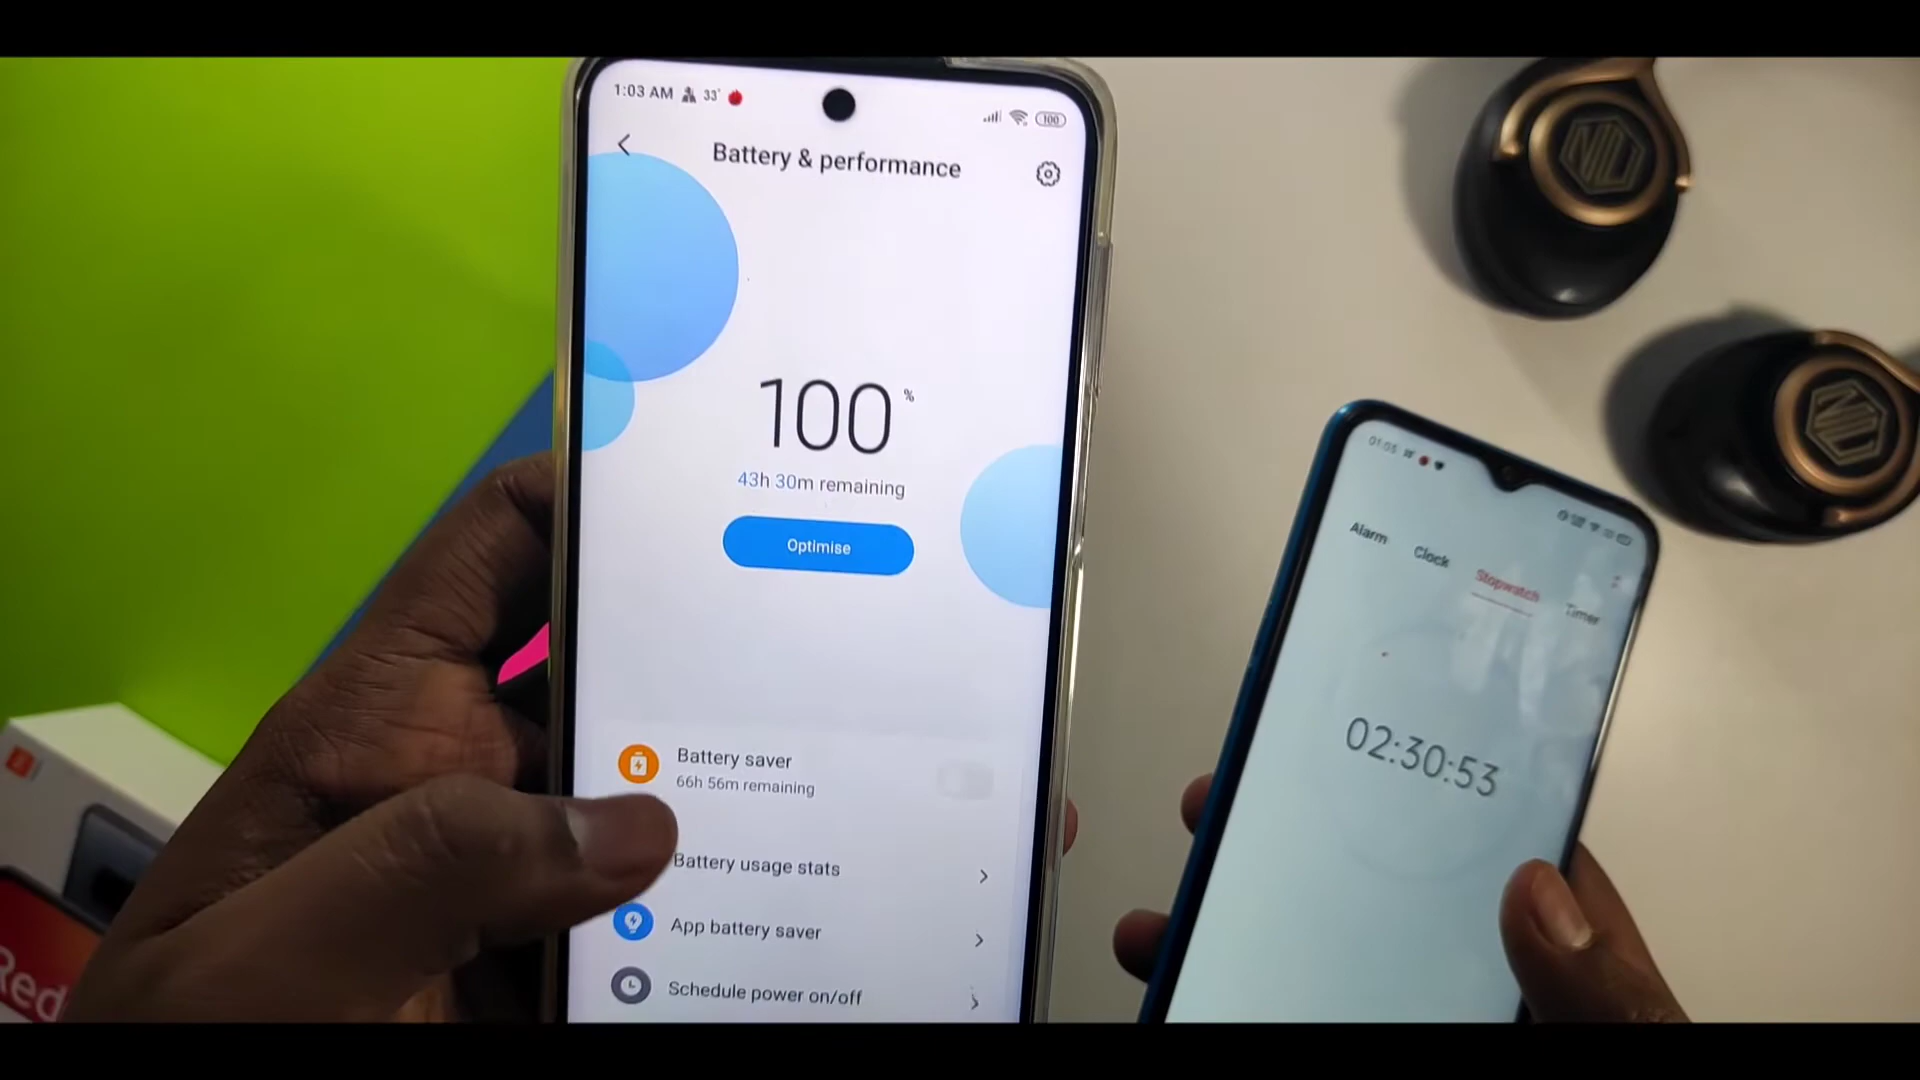 1:03 AM 33°
100
Battery & performance
100 %
43h 30m remaining
Optimise
Battery saver
66h 56m remaining
Battery usage stats
App battery saver
Schedule power on/off
Alarm
Clock
Stopwatch
Timer
02:30:53
Red